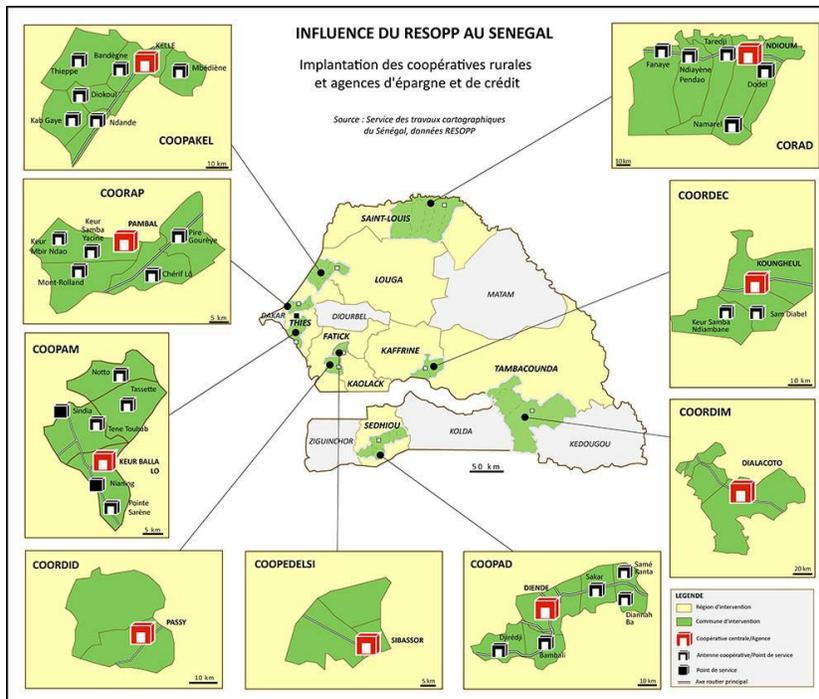 INFLUENCE DU RESOPP AU SENEGAL
Implantation des coopératives rurales
et agences d'épargne et de crédit
Source : Service des travaux cartographiques
du Sénégal, données RESOPP
KELLE
Bandègne
Thieppe
Mbédiène
Diokoul
Kab Gaye
Ndande
COOPAKEL
10 km
Taredji
NDIOUM
Fanaye
Ndiayène
Pendao
Dodel
Namarel
10 km
CORAD
COORAP
Keur
Samba
Yacine
PAMBAL
Keur
Mbir Ndao
Pire
Gourèye
Mont-Rolland
Chérif Lô
5 km
COORDEC
KOUNGHEUL
Keur Samba
Ndiambane
Sam Diabel
10 km
SAINT-LOUIS
LOUGA
MATAM
DAKAR
THIES
DIOURBEL
FATICK
KAFFRINE
KAOLACK
TAMBACOUNDA
SEDHIOU
ZIGUINCHOR
KOLDA
KEDOUGOU
50 km
COOPAM
Notto
Tassette
Sindia
Tene Toubab
KEUR BALLA
LO
Nianing
Pointe
Sarène
5 km
COORDIM
DIALACOTO
20 km
COORDID
PASSY
10 km
COOPEDELSI
SIBASSOR
5 km
COOPAD
DIENDE
Sakar
Samé
Kanta
Diannah
Ba
Djirédji
Bambali
10 km
LEGENDE
Région d'intervention
Commune d'intervention
Coopérative centrale/Agence
Antenne coopérative/Point de service
Point de service
Axe routier principal